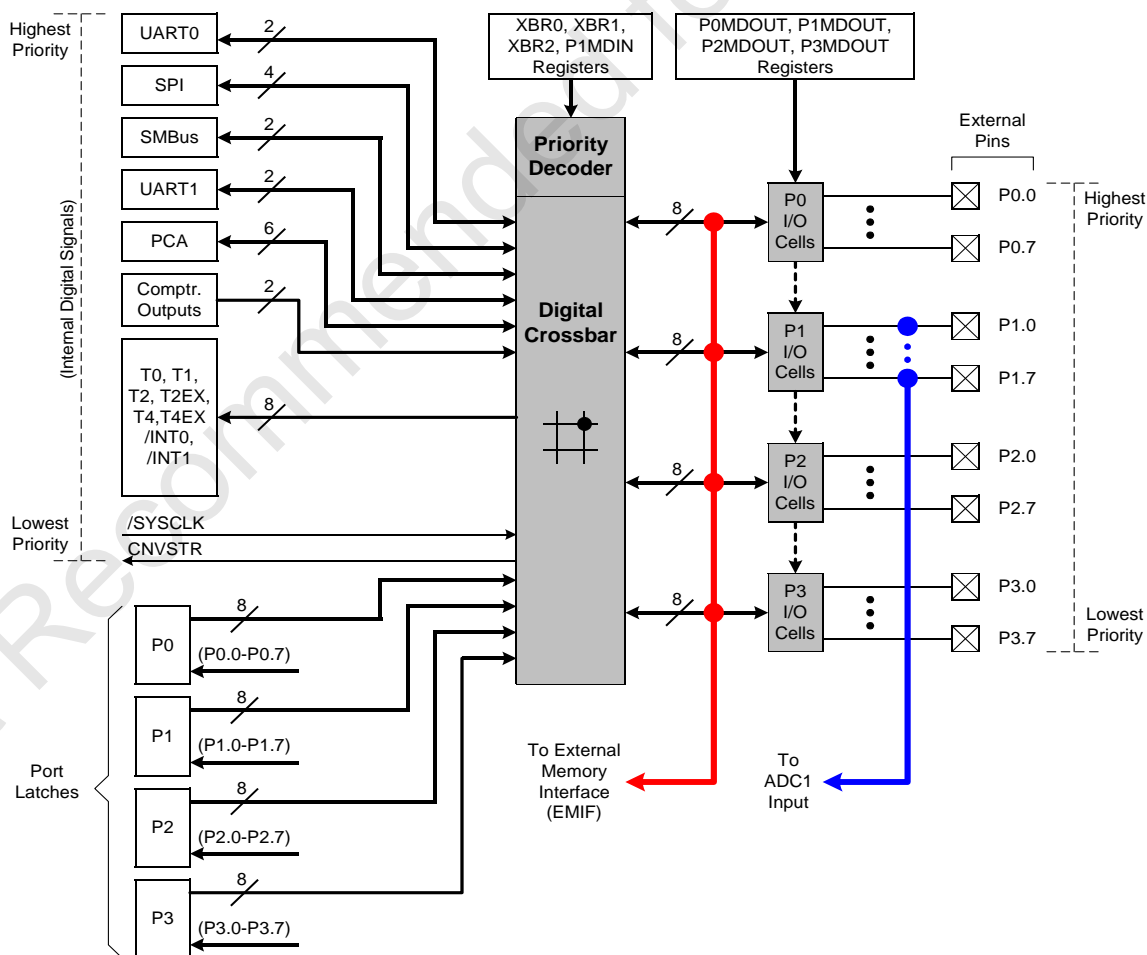 Highest
Priority
UART0
2
SPI
4
SMBus
2
UART1
2
PCA
6
Comptr.
Outputs
2
T0, T1,
T2, T2EX,
T4,T4EX
/INT0,
/INT1
8
(Internal Digital Signals)
Lowest
Priority
/SYSCLK
CNVSTR
XBR0, XBR1,
XBR2, P1MDIN
Registers
P0MDOUT, P1MDOUT,
P2MDOUT, P3MDOUT
Registers
Priority
Decoder
Digital
Crossbar
8
8
8
8
P0
I/O
Cells
P1
I/O
Cells
P2
I/O
Cells
P3
I/O
Cells
External
Pins
P0.0
P0.7
P1.0
P1.7
P2.0
P2.7
P3.0
P3.7
Highest
Priority
Lowest
Priority
Port
Latches
P0
8
(P0.0-P0.7)
P1
8
(P1.0-P1.7)
P2
8
(P2.0-P2.7)
P3
8
(P3.0-P3.7)
To External
Memory
Interface
(EMIF)
To
ADC1
Input
Recommended